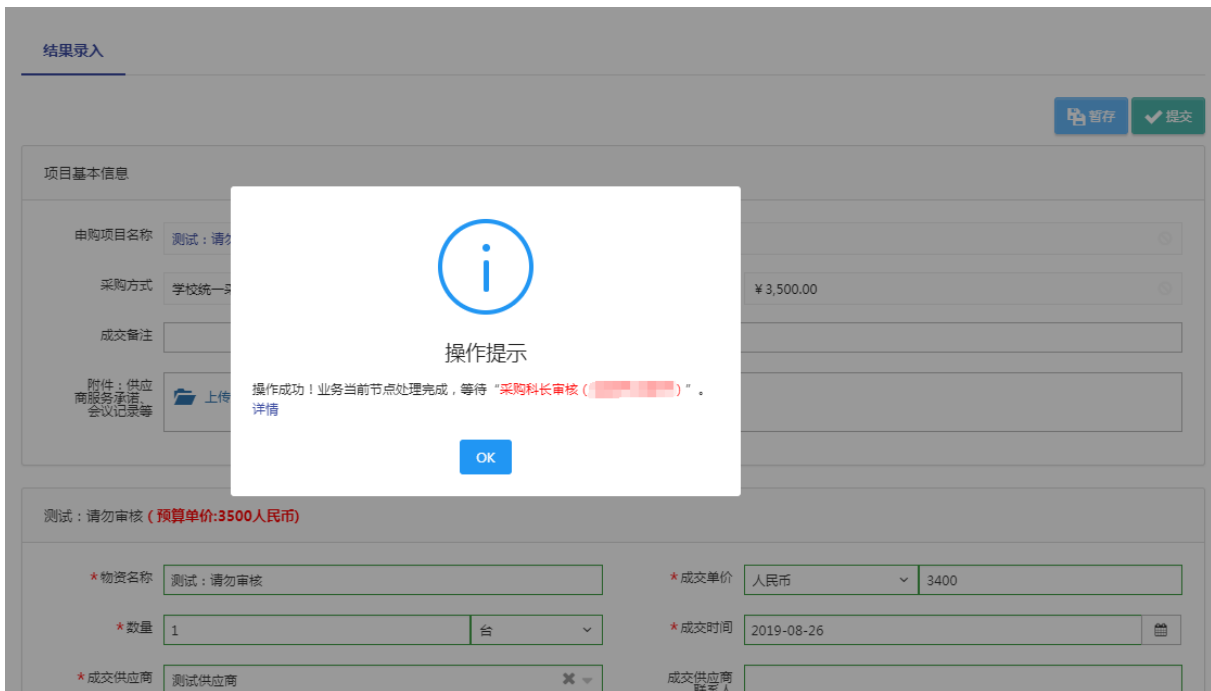 结果录入
暂存 提交
项目基本信息
申购项目名称 测试：请勿
采购方式 学校统一采 ￥3,500.00
成交备注
附件：供应
商服务承诺、
会议记录等
上传
操作提示
操作成功！业务当前节点处理完成，等待“采购科长审核（ ）”。
详情
OK
测试：请勿审核（预算单价:3500人民币)
*物资名称 测试：请勿审核 *成交单价 人民币 3400
*数量 1 台 *成交时间 2019-08-26
*成交供应商 测试供应商 成交供应商
联系人